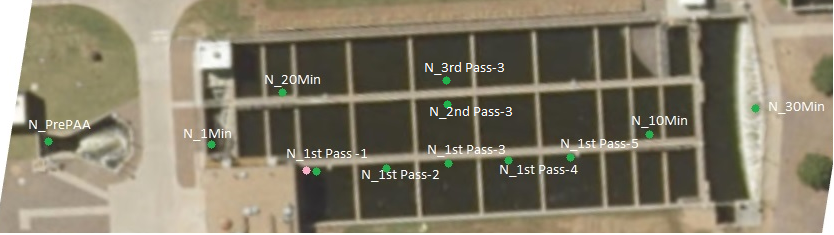 N_3rd Pass-3
N_20Min
N_30Min
N_2nd Pass-3
N_10Min
N_PrePAA
N_1Min
N_1st Pass-5
N_1st Pass-3
N_1st Pass -1
N_1st Pass-4
N_1st Pass-2